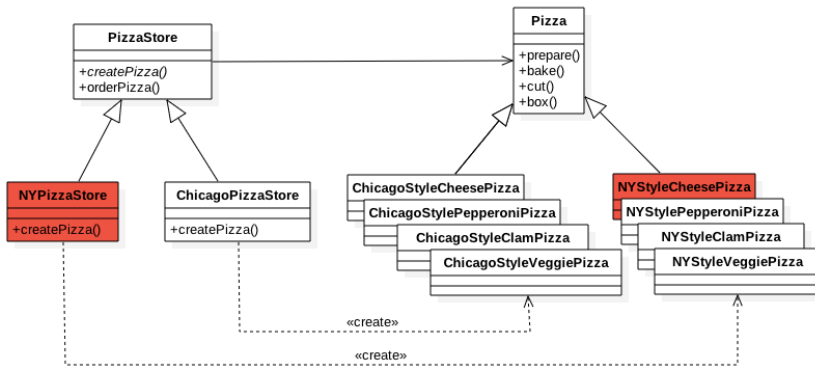 PizzaStore
+createPizza()
+orderPizza()
Pizza
+prepare()
+bake()
+cut()
+box()
NYPizzaStore
+createPizza()
ChicagoPizzaStore
+createPizza()
ChicagoStyleCheesePizza
ChicagoStylePepperoniPizza
ChicagoStyleClamPizza
ChicagoStyleVeggiePizza
NYStyleCheesePizza
NYStylePepperoniPizza
NYStyleClamPizza
NYStyleVeggiePizza
«create»
«create»